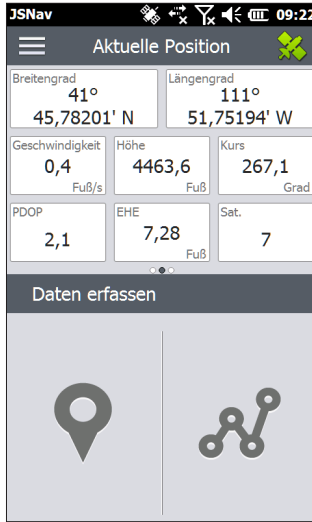 JSNav 09:22
Aktuelle Position
Breitengrad Längengrad
41° 111°
45,78201' N 51,75194' W
Geschwindigkeit Höhe Kurs
0,4 4463,6 267,1
Fuß/s Fuß Grad
PDOP EHE Sat.
2,1 7,28 7
Fuß
Daten erfassen